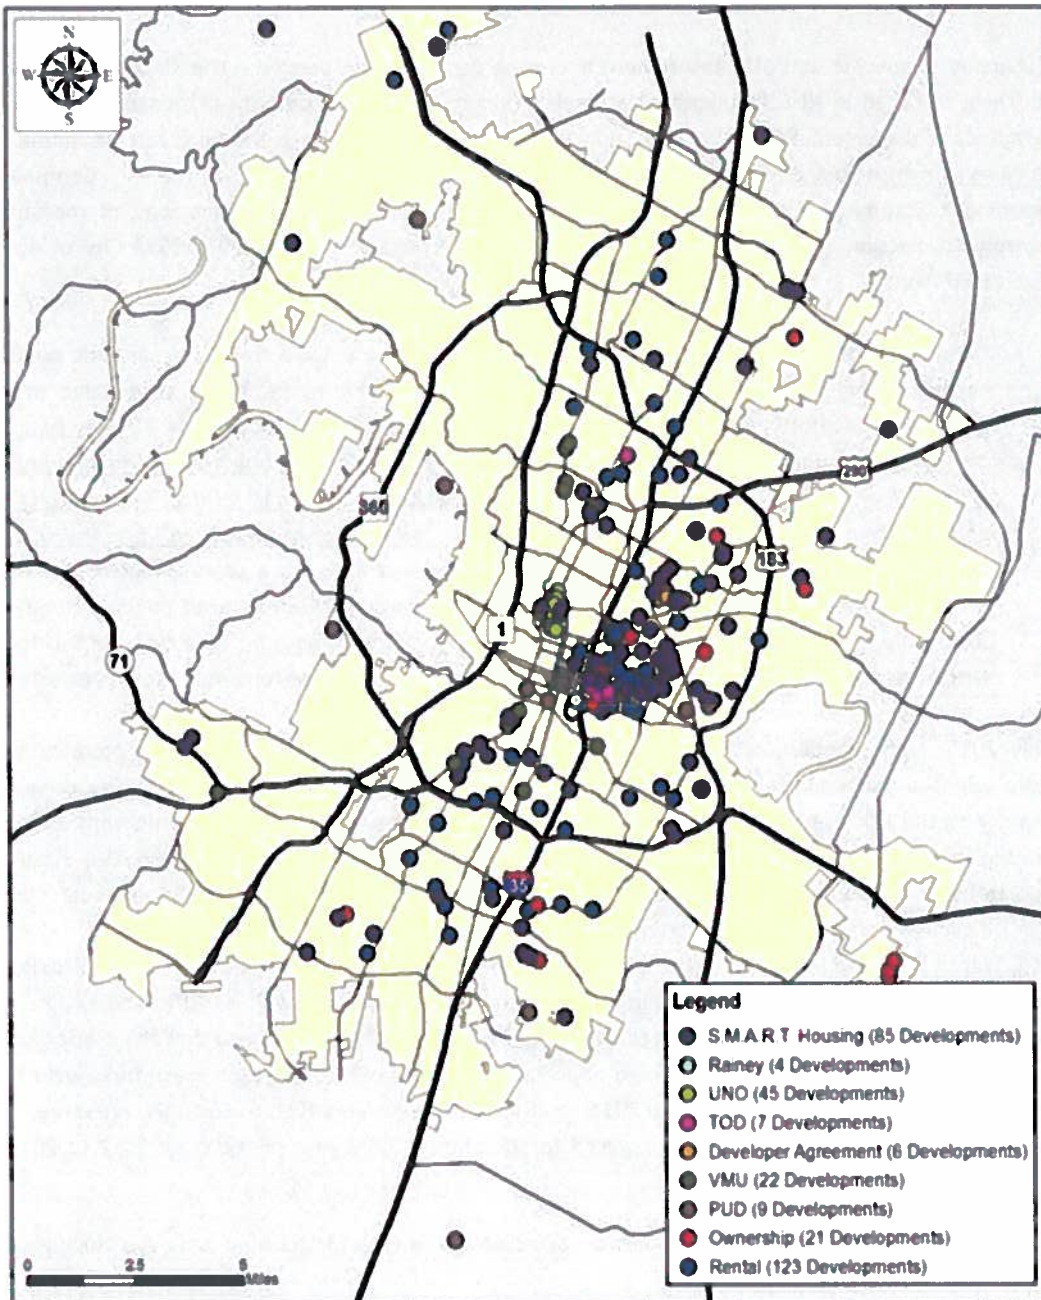 N
W E
S
360
290
183
1
71
35
Legend
S.M.A.R.T Housing (85 Developments)
Rainey (4 Developments)
UNO (45 Developments)
TOD (7 Developments)
Developer Agreement (6 Developments)
VMU (22 Developments)
PUD (9 Developments)
Ownership (21 Developments)
Rental (123 Developments)
0 2.5 5
Miles